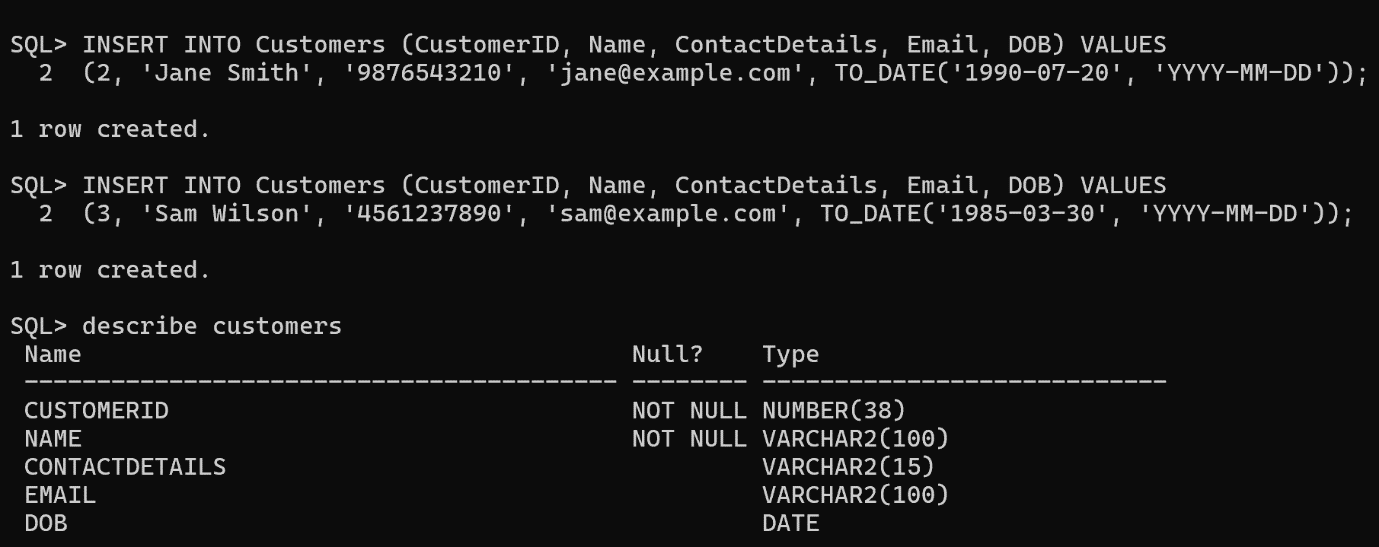 SQL> INSERT INTO Customers (CustomerID, Name, ContactDetails, Email, DOB) VALUES
  2  (2, 'Jane Smith', '9876543210', 'jane@example.com', TO_DATE('1990-07-20', 'YYYY-MM-DD'));

1 row created.

SQL> INSERT INTO Customers (CustomerID, Name, ContactDetails, Email, DOB) VALUES
  2  (3, 'Sam Wilson', '4561237890', 'sam@example.com', TO_DATE('1985-03-30', 'YYYY-MM-DD'));

1 row created.

SQL> describe customers
 Name                                      Null?    Type
 ----------------------------------------- -------- ----------------------------
 CUSTOMERID                                NOT NULL NUMBER(38)
 NAME                                      NOT NULL VARCHAR2(100)
 CONTACTDETAILS                                     VARCHAR2(15)
 EMAIL                                              VARCHAR2(100)
 DOB                                                DATE